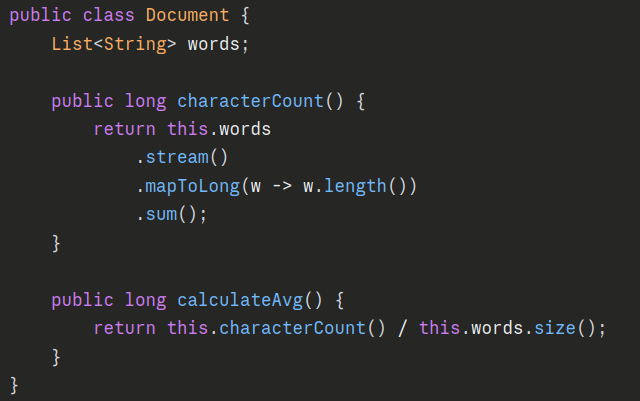 public class Document {
    List<String> words;

    public long characterCount() {
        return this.words
            .stream()
            .mapToLong(w -> w.length())
            .sum();
    }

    public long calculateAvg() {
        return this.characterCount() / this.words.size();
    }
}